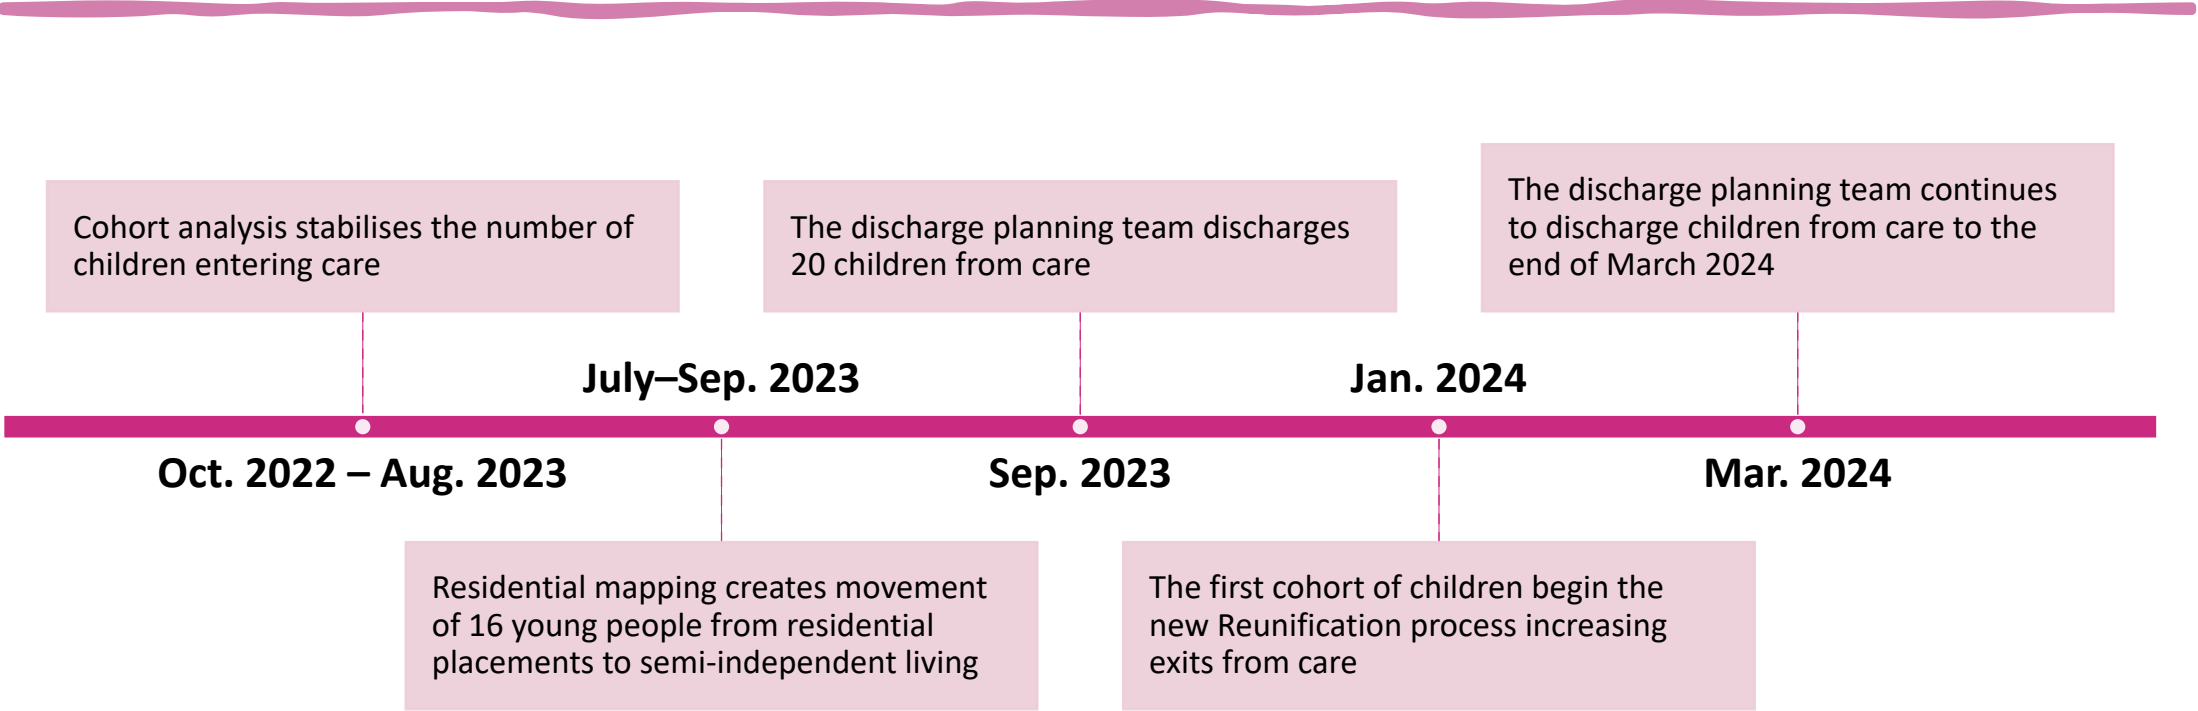 Cohort analysis stabilises the number of
children entering care
The discharge planning team discharges
20 children from care
The discharge planning team continues
to discharge children from care to the
end of March 2024
July–Sep. 2023
Jan. 2024
Oct. 2022 – Aug. 2023
Sep. 2023
Mar. 2024
Residential mapping creates movement
of 16 young people from residential
placements to semi-independent living
The first cohort of children begin the
new Reunification process increasing
exits from care